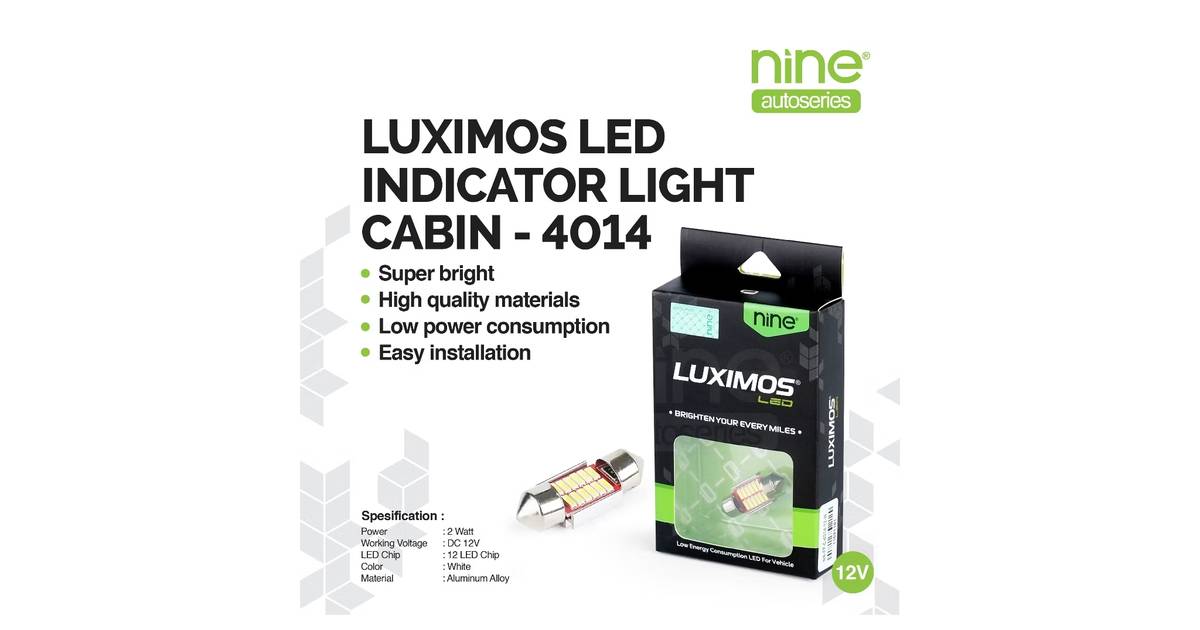 nine®
autoseries
LUXIMOS LED
INDICATOR LIGHT
CABIN - 4014
Super bright
High quality materials
Low power consumption
Easy installation
nine
nine®
LUXIMOS®
LED
• BRIGHTEN YOUR EVERY MILES •
LUXIMOS
Low Energy Consumption LED For Vehicle
Spesification :
Power : 2 Watt
Working Voltage : DC 12V
LED Chip : 12 LED Chip
Color : White
Material : Aluminum Alloy
12V